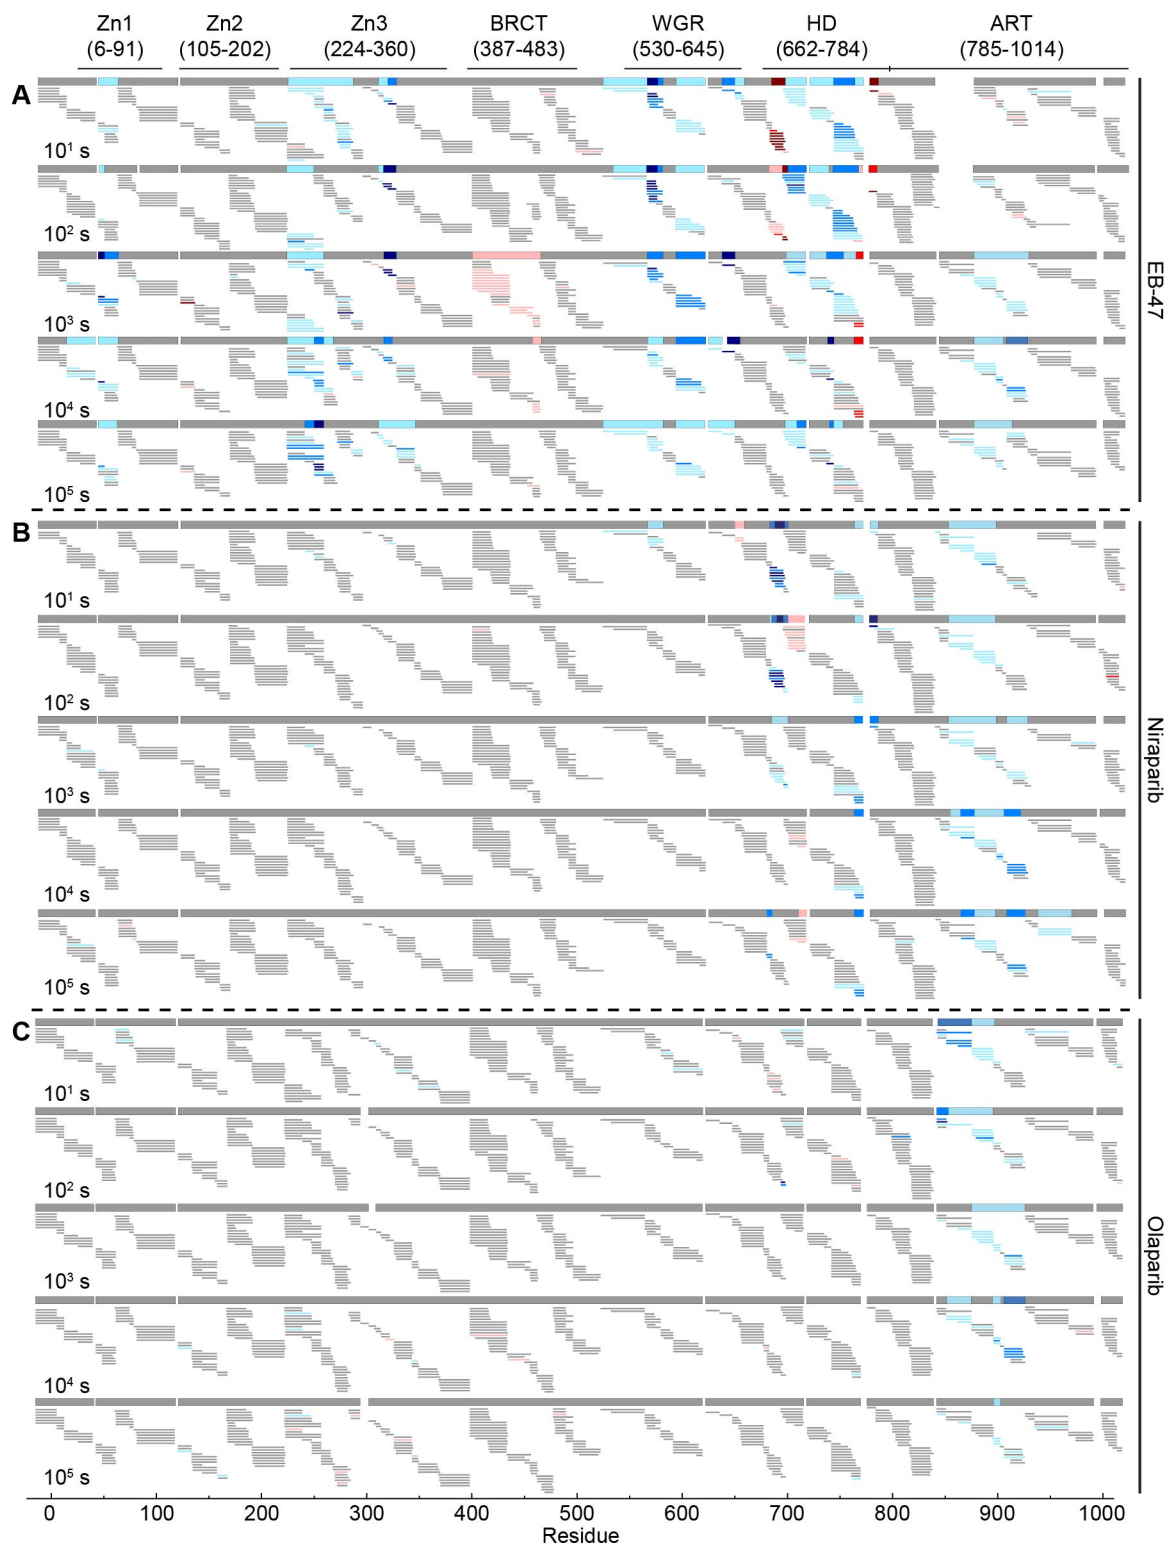 Zn1 Zn2 Zn3 BRCT WGR HD ART
(6-91) (105-202) (224-360) (387-483) (530-645) (662-784) (785-1014)
A
10¹ s
10² s
10³ s
10⁴ s
10⁵ s
EB-47
B
10¹ s
10² s
10³ s
10⁴ s
10⁵ s
Niraparib
C
10¹ s
10² s
10³ s
10⁴ s
10⁵ s
Olaparib
0 100 200 300 400 500 600 700 800 900 1000
Residue